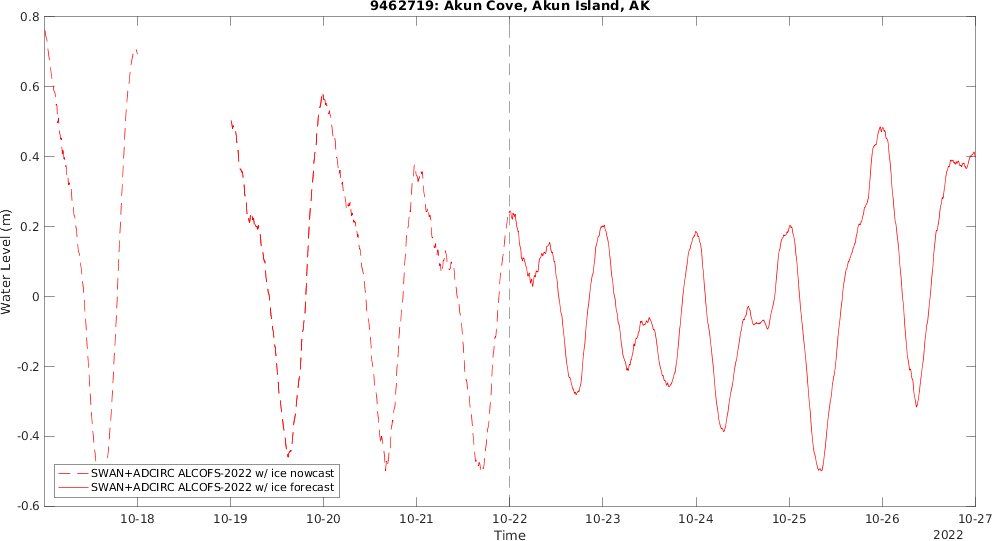 9462719: Akun Cove, Akun Island, AK
0.8
0.6
0.4
0.2
0
-0.2
-0.4
-0.6
Water Level (m)
SWAN+ADCIRC ALCOFS-2022 w/ ice nowcast
SWAN+ADCIRC ALCOFS-2022 w/ ice forecast
10-18 10-19 10-20 10-21 10-22 10-23 10-24 10-25 10-26 10-27
Time
2022